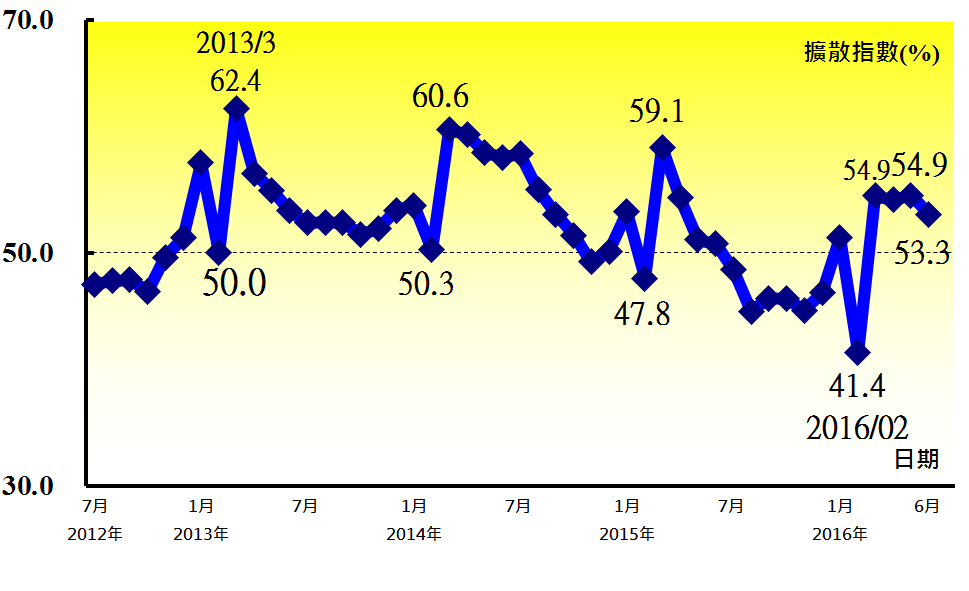 70.0
2013/3
62.4
擴散指數(%)
60.6
59.1
54.9
54.9
50.0
50.0
50.3
47.8
53.3
41.4
2016/02
日期
30.0
7月
1月
7月
1月
7月
1月
7月
1月
6月
2012年
2013年
2014年
2015年
2016年